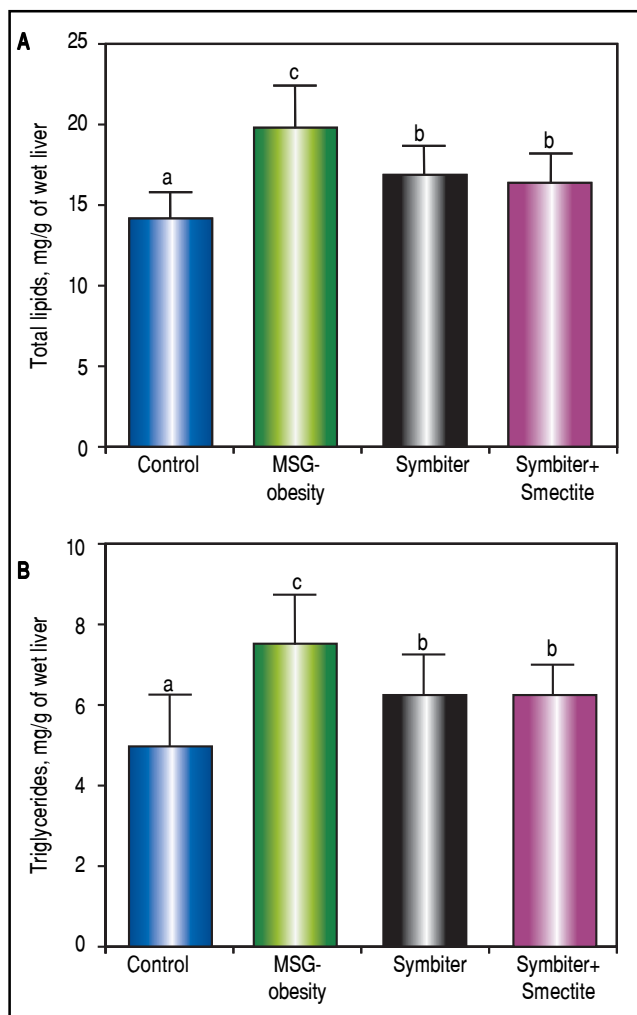 A
Total lipids, mg/g of wet liver
25
20
15
10
5
0
a
c
b
b
Control
MSG-
obesity
Symbiter
Symbiter+
Smectite
B
Triglycerides, mg/g of wet liver
10
8
6
4
2
0
a
c
b
b
Control
MSG-
obesity
Symbiter
Symbiter+
Smectite